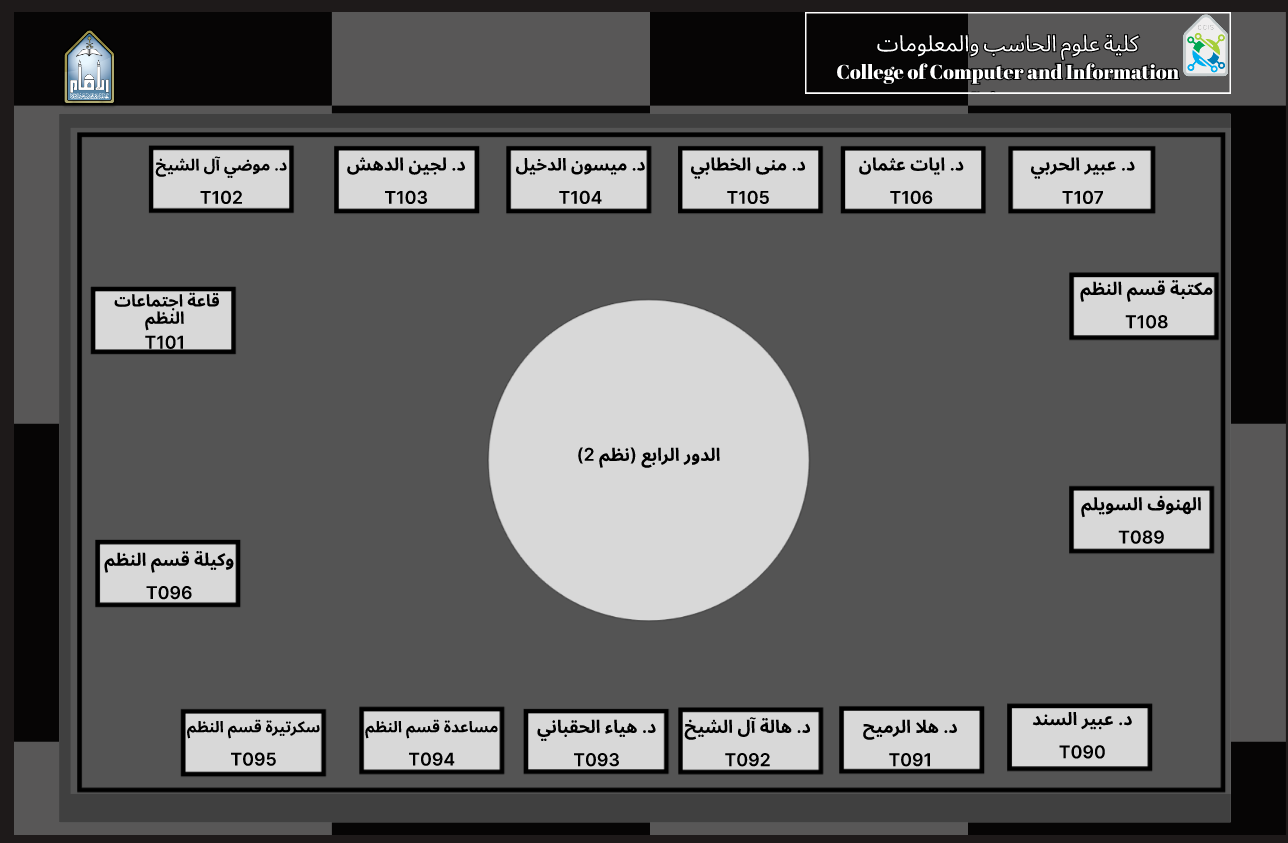 كلية علوم الحاسب والمعلومات
College of Computer and Information
د. موضي آل الشيخ
T102
د. لجين الدهش
T103
د. ميسون الدخيل
T104
د. منى الخطابي
T105
د. ايات عثمان
T106
د. عبير الحربي
T107
قاعة اجتماعات
النظم
T101
مكتبة قسم النظم
T108
الدور الرابع (نظم 2)
الهنوف السويلم
T089
وكيلة قسم النظم
T096
سكرتيرة قسم النظم
T095
مساعدة قسم النظم
T094
د. هياء الحقباني
T093
د. هالة آل الشيخ
T092
د. هلا الرميح
T091
د. عبير السند
T090